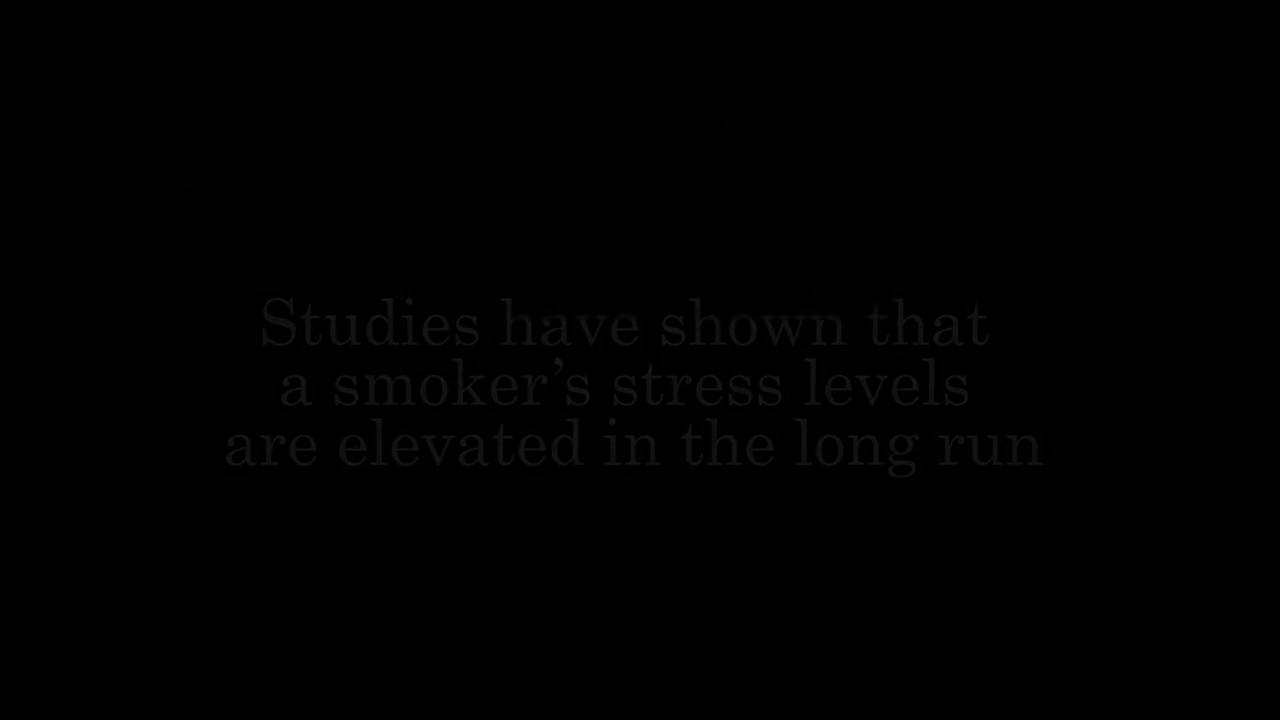 Studies have shown that
a smoker’s stress levels
are elevated in the long run